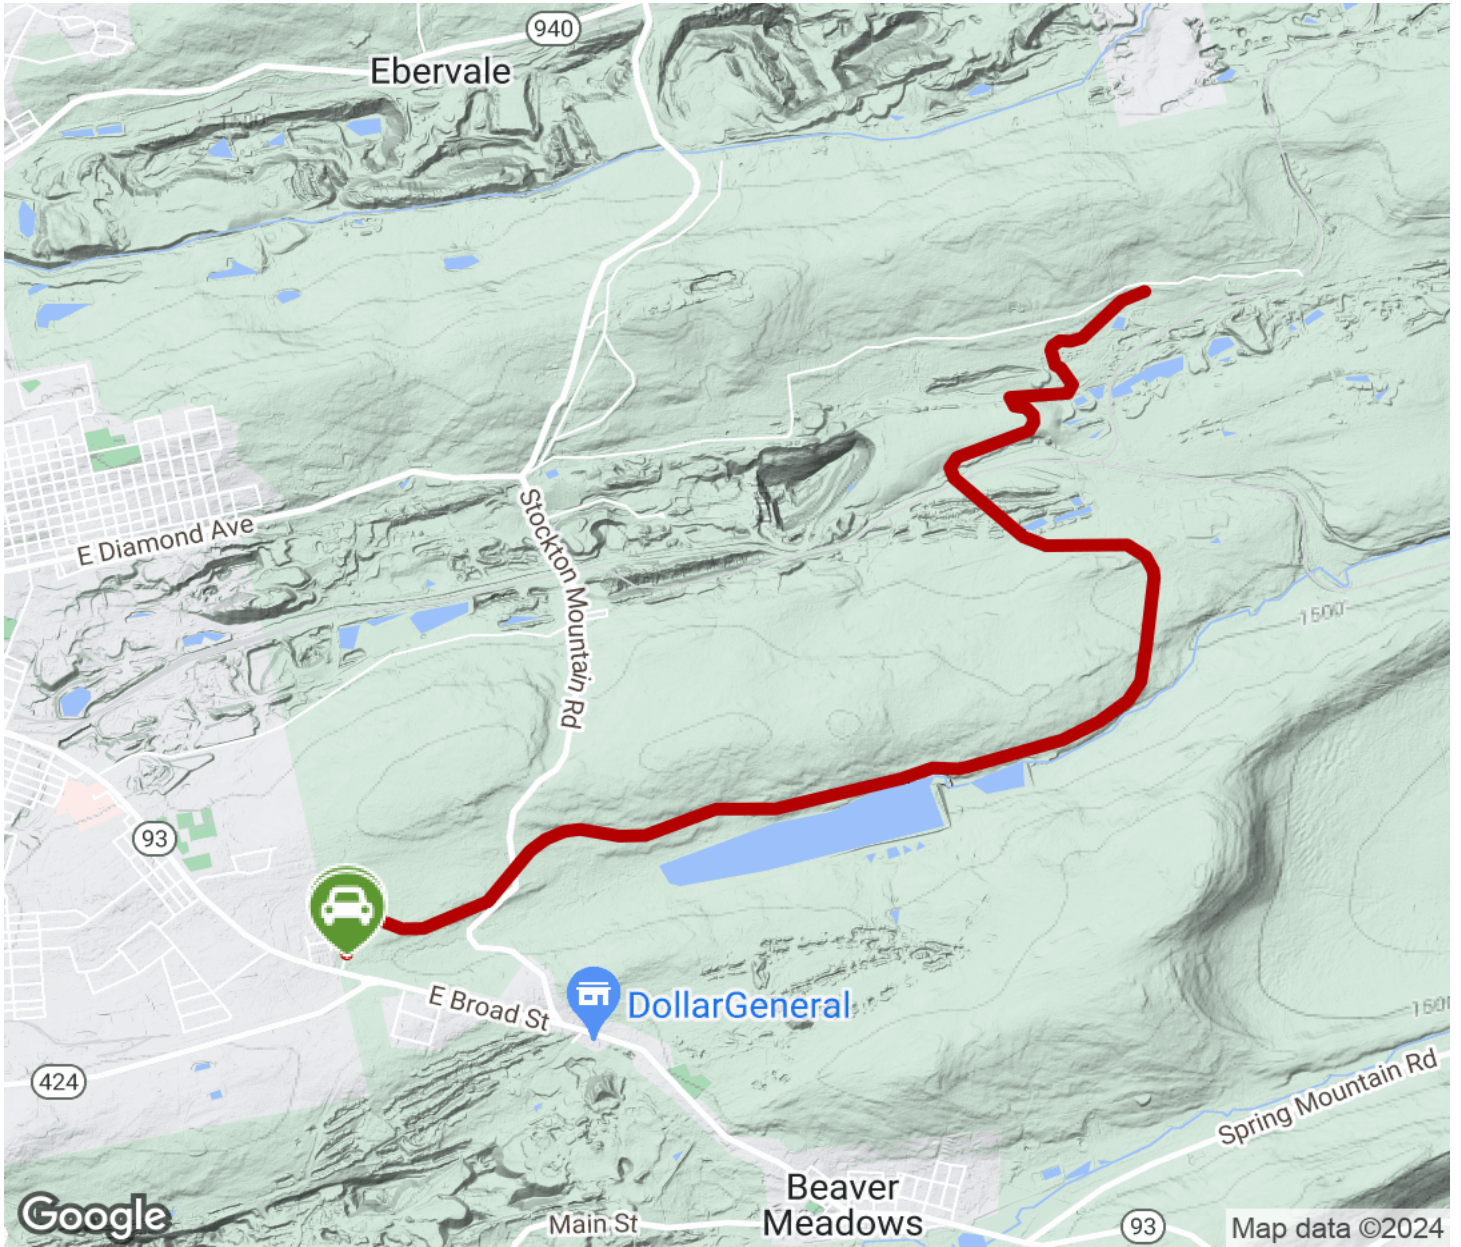 940
Ebervale
E Diamond Ave
Stockton Mountain Rd
1600
93
E Broad St
DollarGeneral
424
Spring Mountain Rd
Beaver
Meadows
Main St
93
Google
Map data ©2024